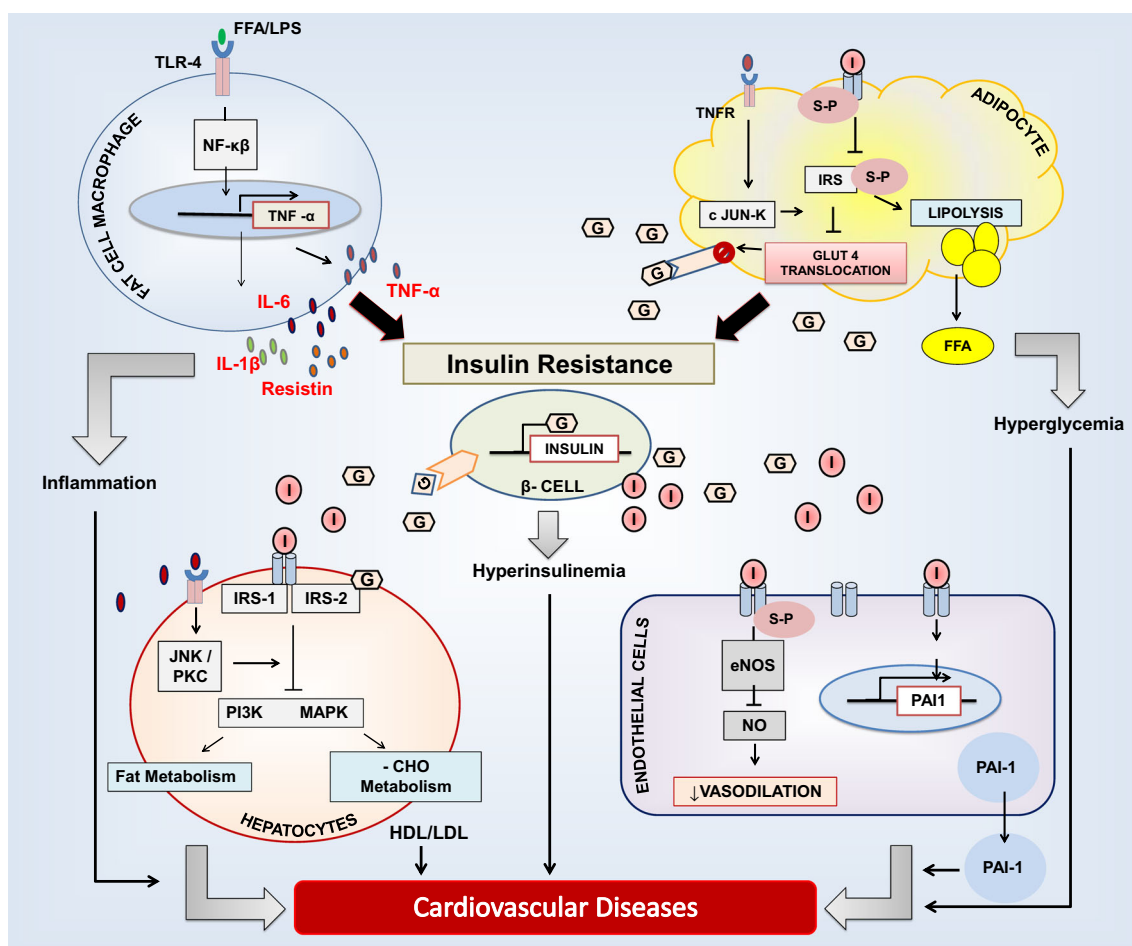 FFA/LPS
TLR-4
FAT CELL MACROPHAGE
NF-κβ
TNF -α
TNF-α
IL-6
IL-1β
Resistin
I
S-P
TNFR
ADIPOCYTE
IRS
S-P
c JUN-K
LIPOLYSIS
GLUT 4
TRANSLOCATION
G
G
G
G
G
G
FFA
Insulin Resistance
Hyperglycemia
G
INSULIN
β- CELL
G
G
G
G
G
G
I
I
I
I
I
I
I
Inflammation
Hyperinsulinemia
I
G
IRS-1
IRS-2
JNK /
PKC
PI3K
MAPK
Fat Metabolism
- CHO
Metabolism
HEPATOCYTES
HDL/LDL
ENDOTHELIAL CELLS
I
I
S-P
eNOS
NO
↓VASODILATION
PAI1
PAI-1
PAI-1
Cardiovascular Diseases